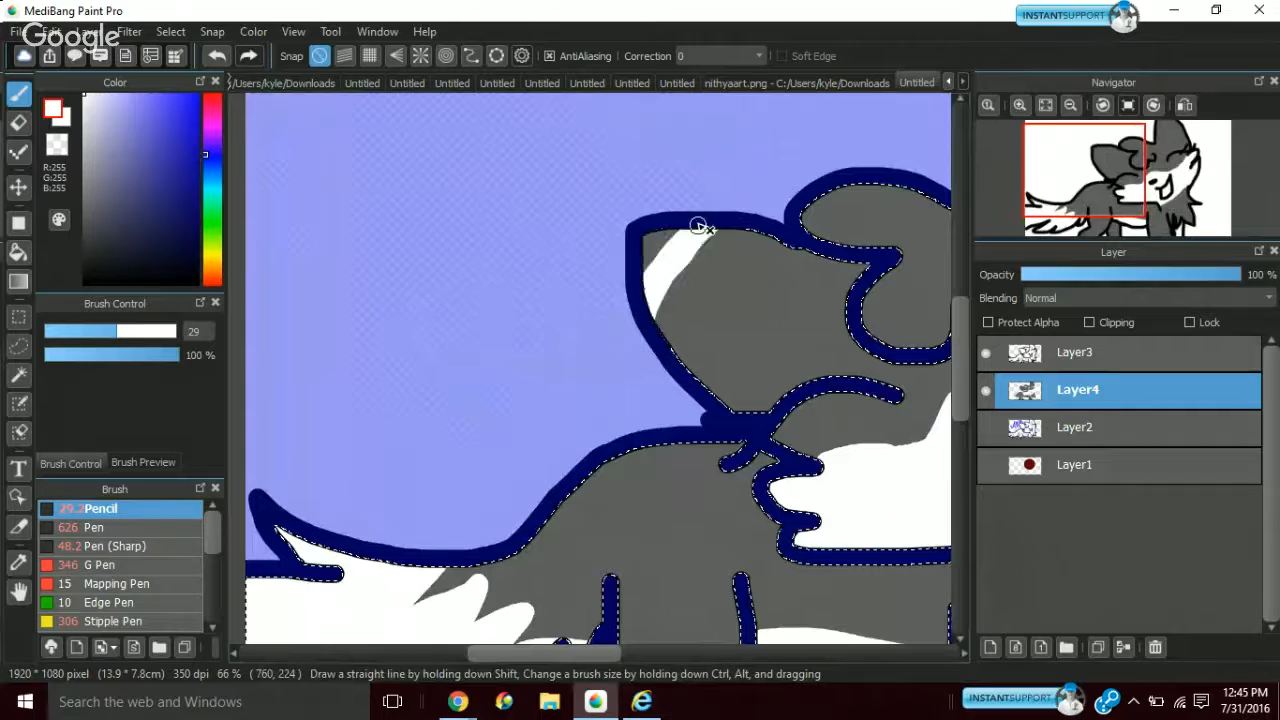 MediBang Paint Pro
INSTANTSUPPORT
Google
Filter Select Snap Color View Tool Window Help
Snap AntiAliasing Correction 0 Soft Edge
Color
/Users/kyle/Downloads Untitled Untitled Untitled Untitled Untitled Untitled Untitled Untitled nithyaart.png - C:/Users/kyle/Downloads Untitled
Navigator
R:255
G:255
B:255
Brush Control
29
100 %
Layer
Opacity 100 %
Blending Normal
Protect Alpha Clipping Lock
Layer3
Layer4
Layer2
Layer1
Brush Control Brush Preview
Brush
29.2 Pencil
626 Pen
48.2 Pen (Sharp)
346 G Pen
15 Mapping Pen
10 Edge Pen
306 Stipple Pen
T
1920 * 1080 pixel (13.9 * 7.8cm) 66 % ( 760, 224 ) Draw a straight line by holding down Shift, Change a brush size by holding down Ctrl, Alt, and dragging
Search the web and Windows
INSTANTSUPPORT
12:45 PM
7/31/2016